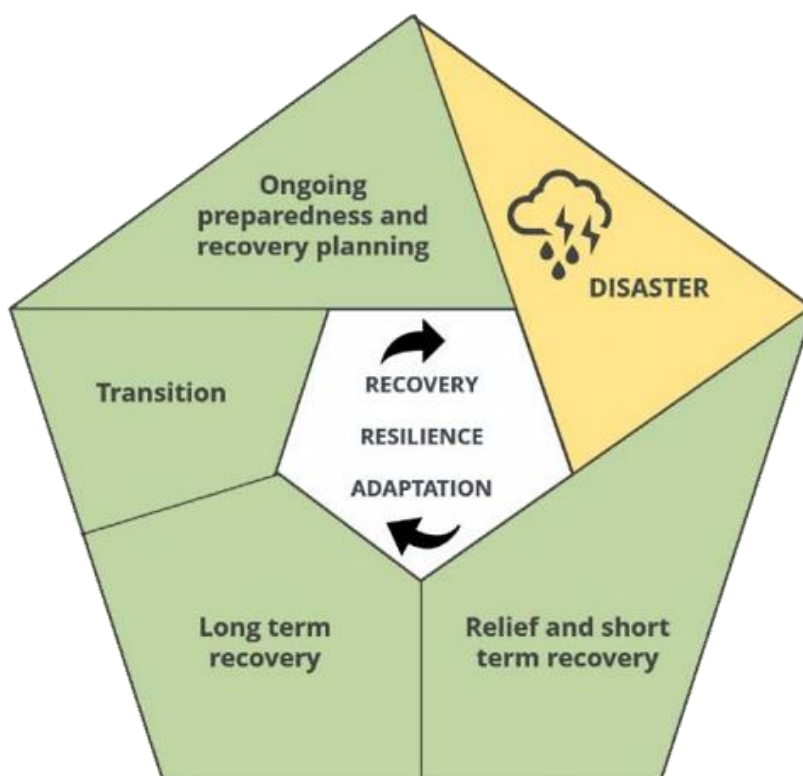 Ongoing
preparedness and
recovery planning
DISASTER
Transition
RECOVERY
RESILIENCE
ADAPTATION
Long term
recovery
Relief and short
term recovery